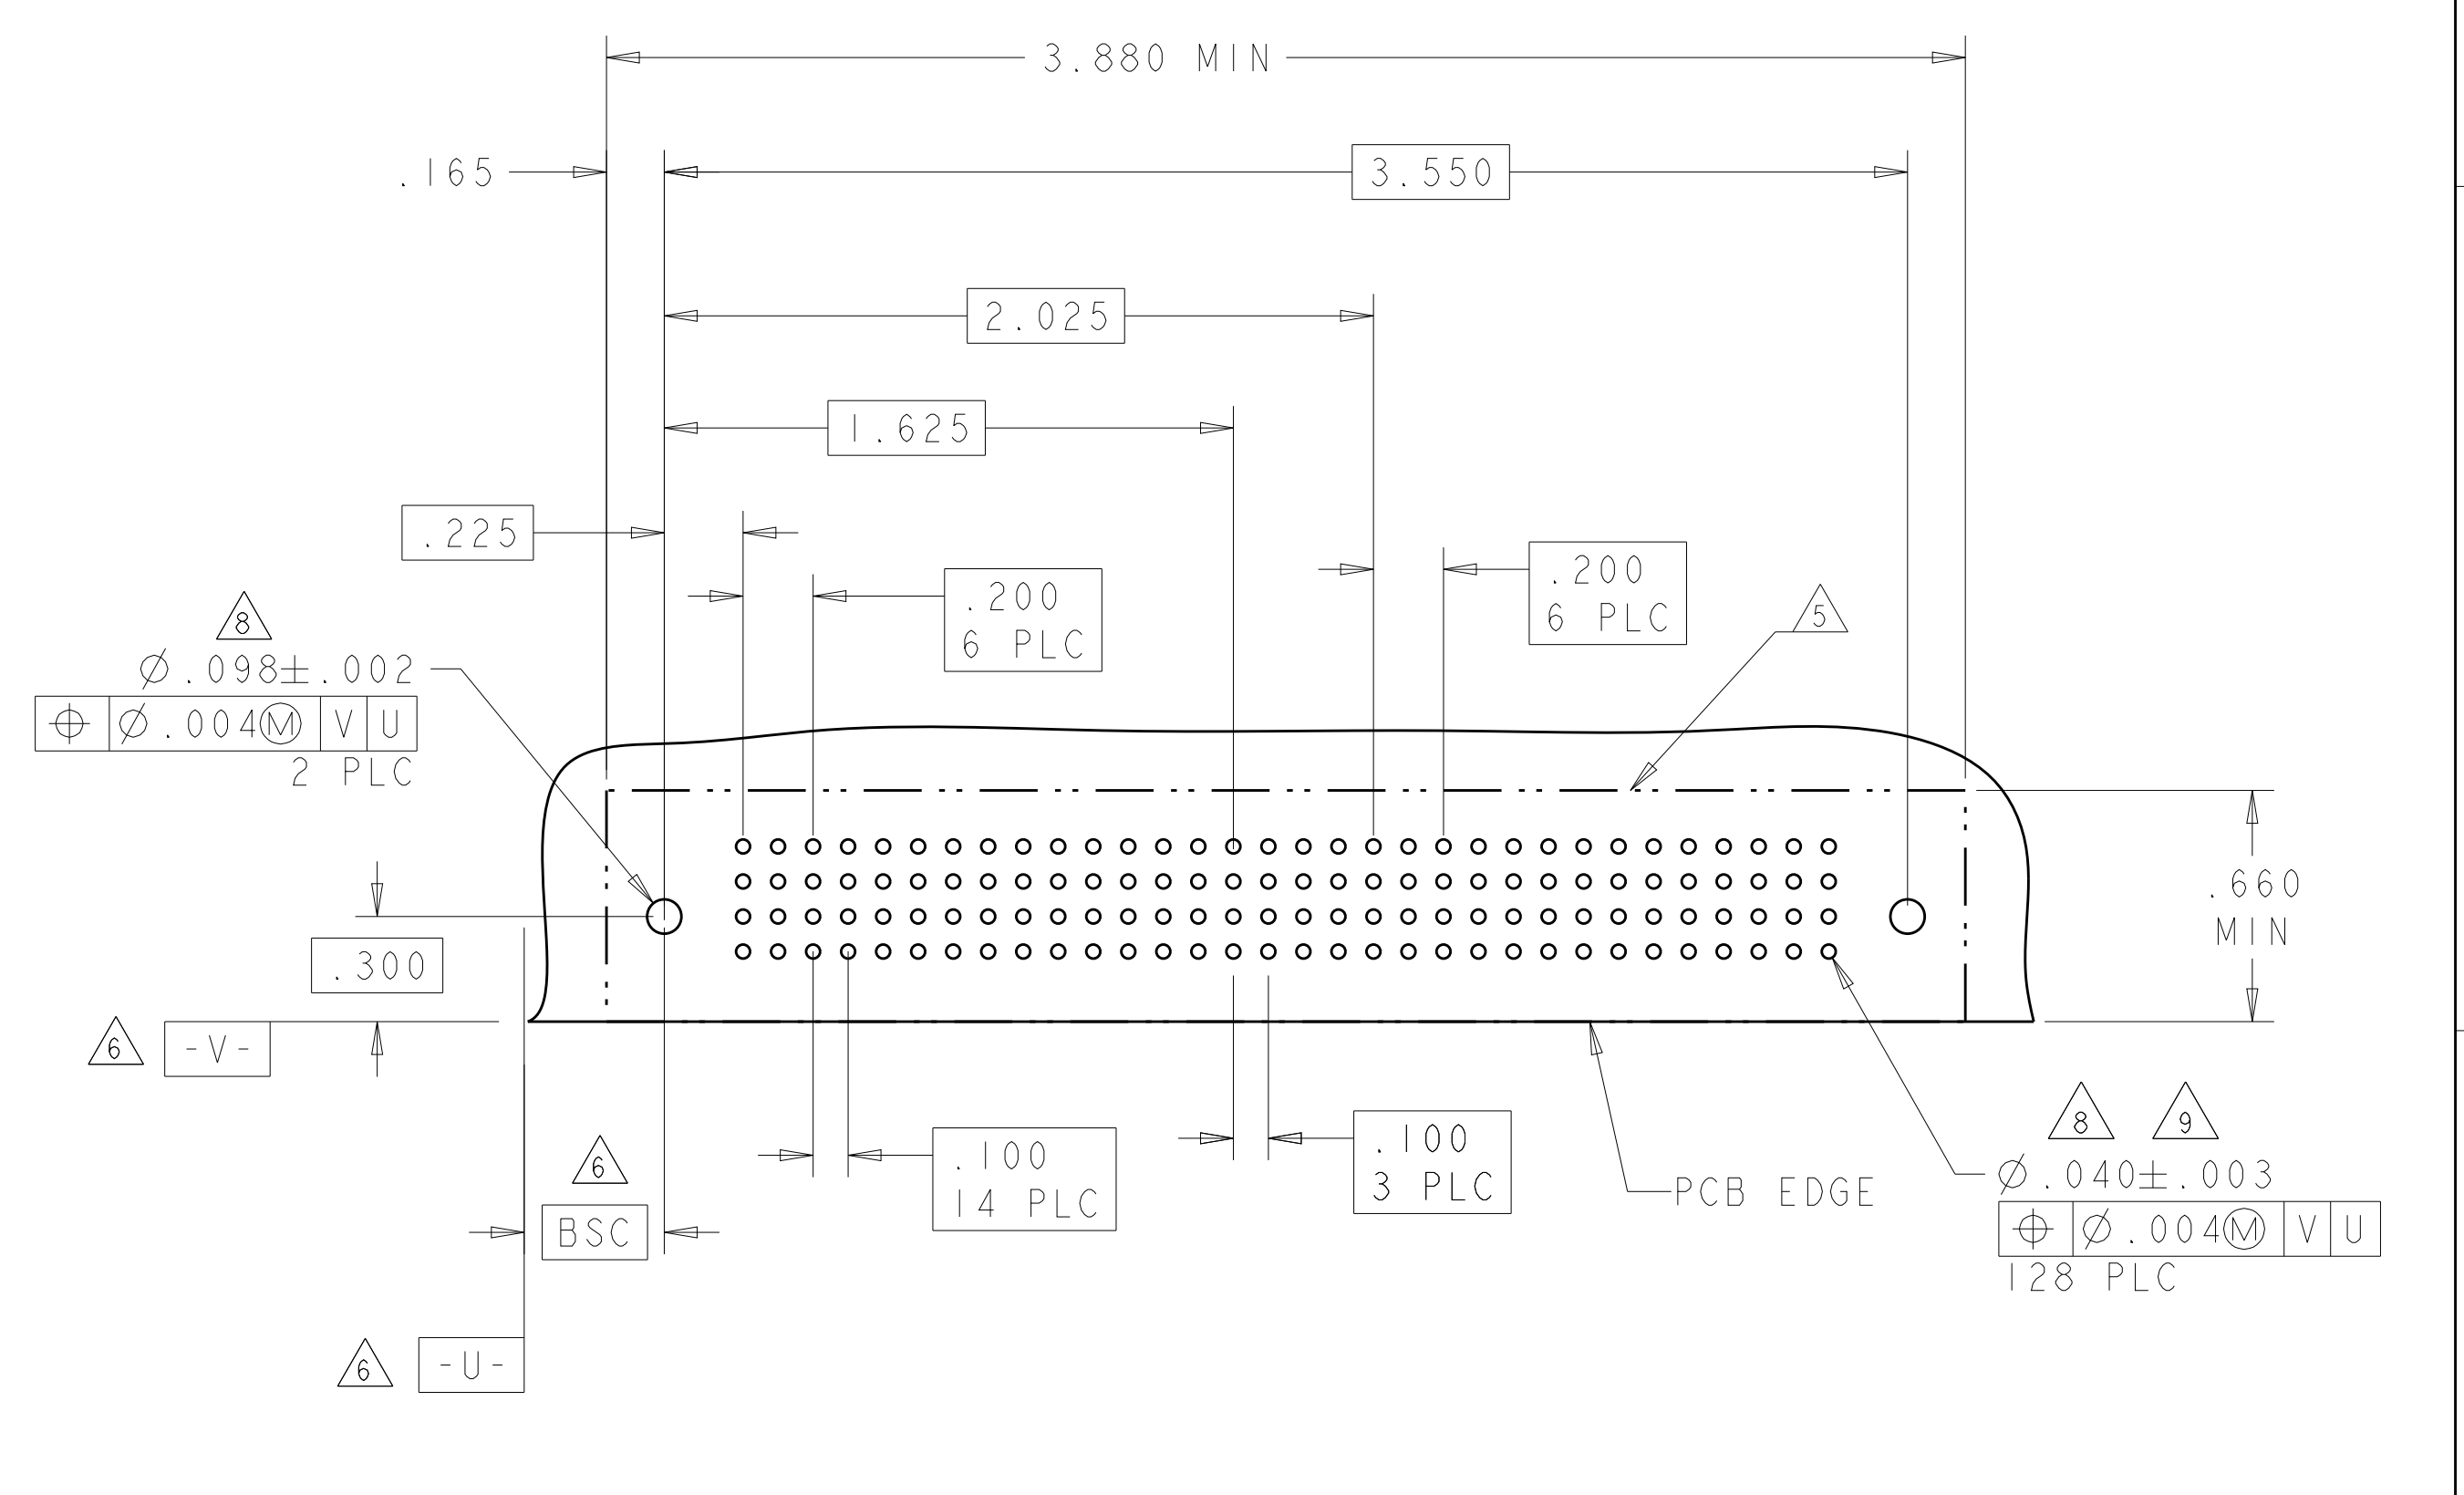 3.880 MIN
.165
3.550
2.025
1.625
.225
.200
6 PLC
.200
6 PLC
5
8
Ø.098±.002
⌖ Ø.004Ⓜ V U
2 PLC
.660
MIN
.300
6 -V-
6
BSC
.100
14 PLC
.100
3 PLC
PCB EDGE
8 9
Ø.040±.003
⌖ Ø.004Ⓜ V U
128 PLC
6 -U-